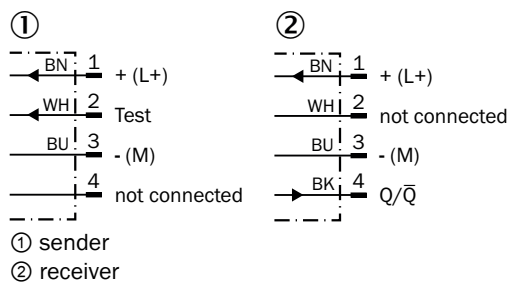 ① ②
BN 1 + (L+)
WH 2 Test
BU 3 - (M)
4 not connected
BN 1 + (L+)
WH 2 not connected
BU 3 - (M)
BK 4 Q/Q̅
① sender
② receiver